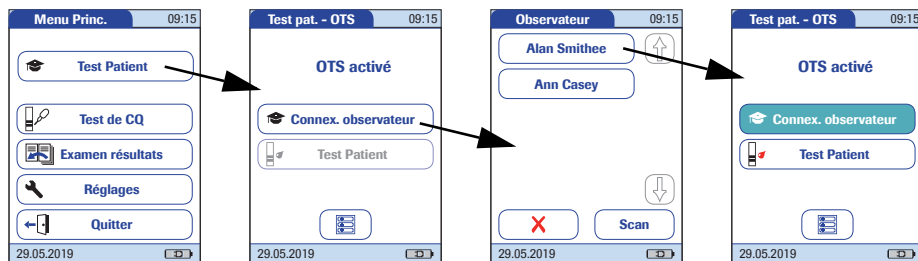 Menu Princ. 09:15
Test Patient
Test de CQ
Examen résultats
Réglages
Quitter
29.05.2019
Test pat. - OTS 09:15
OTS activé
Connex. observateur
Test Patient
29.05.2019
Observateur 09:15
Alan Smithee
Ann Casey
Scan
29.05.2019
Test pat. - OTS 09:15
OTS activé
Connex. observateur
Test Patient
29.05.2019